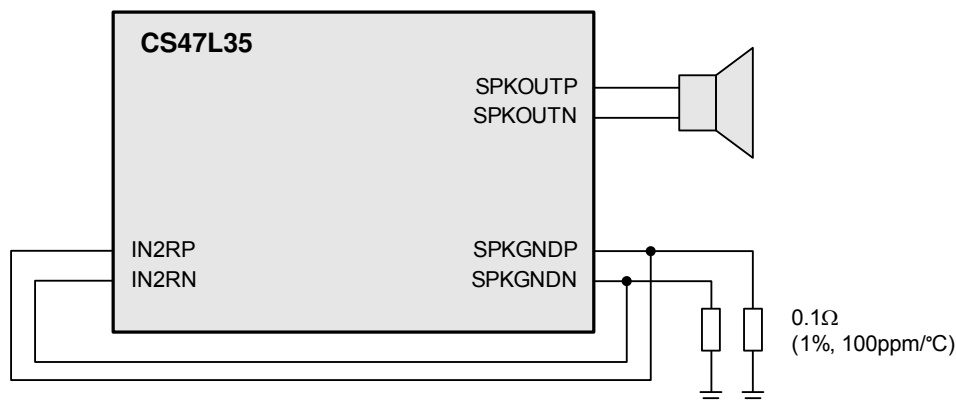 CS47L35
SPKOUTP
SPKOUTN
IN2RP
SPKGNDP
IN2RN
SPKGNDN
0.1Ω
(1%, 100ppm/°C)